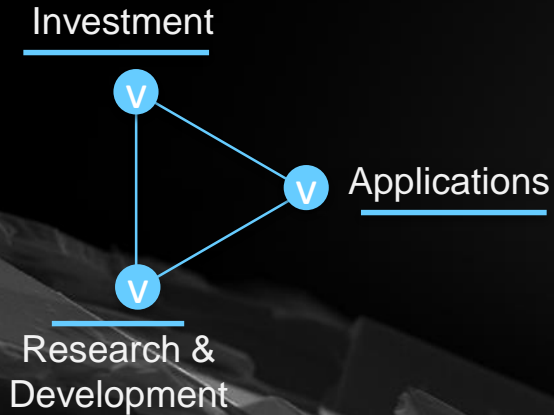 Investment
v
v
Applications
v
Research &
Development